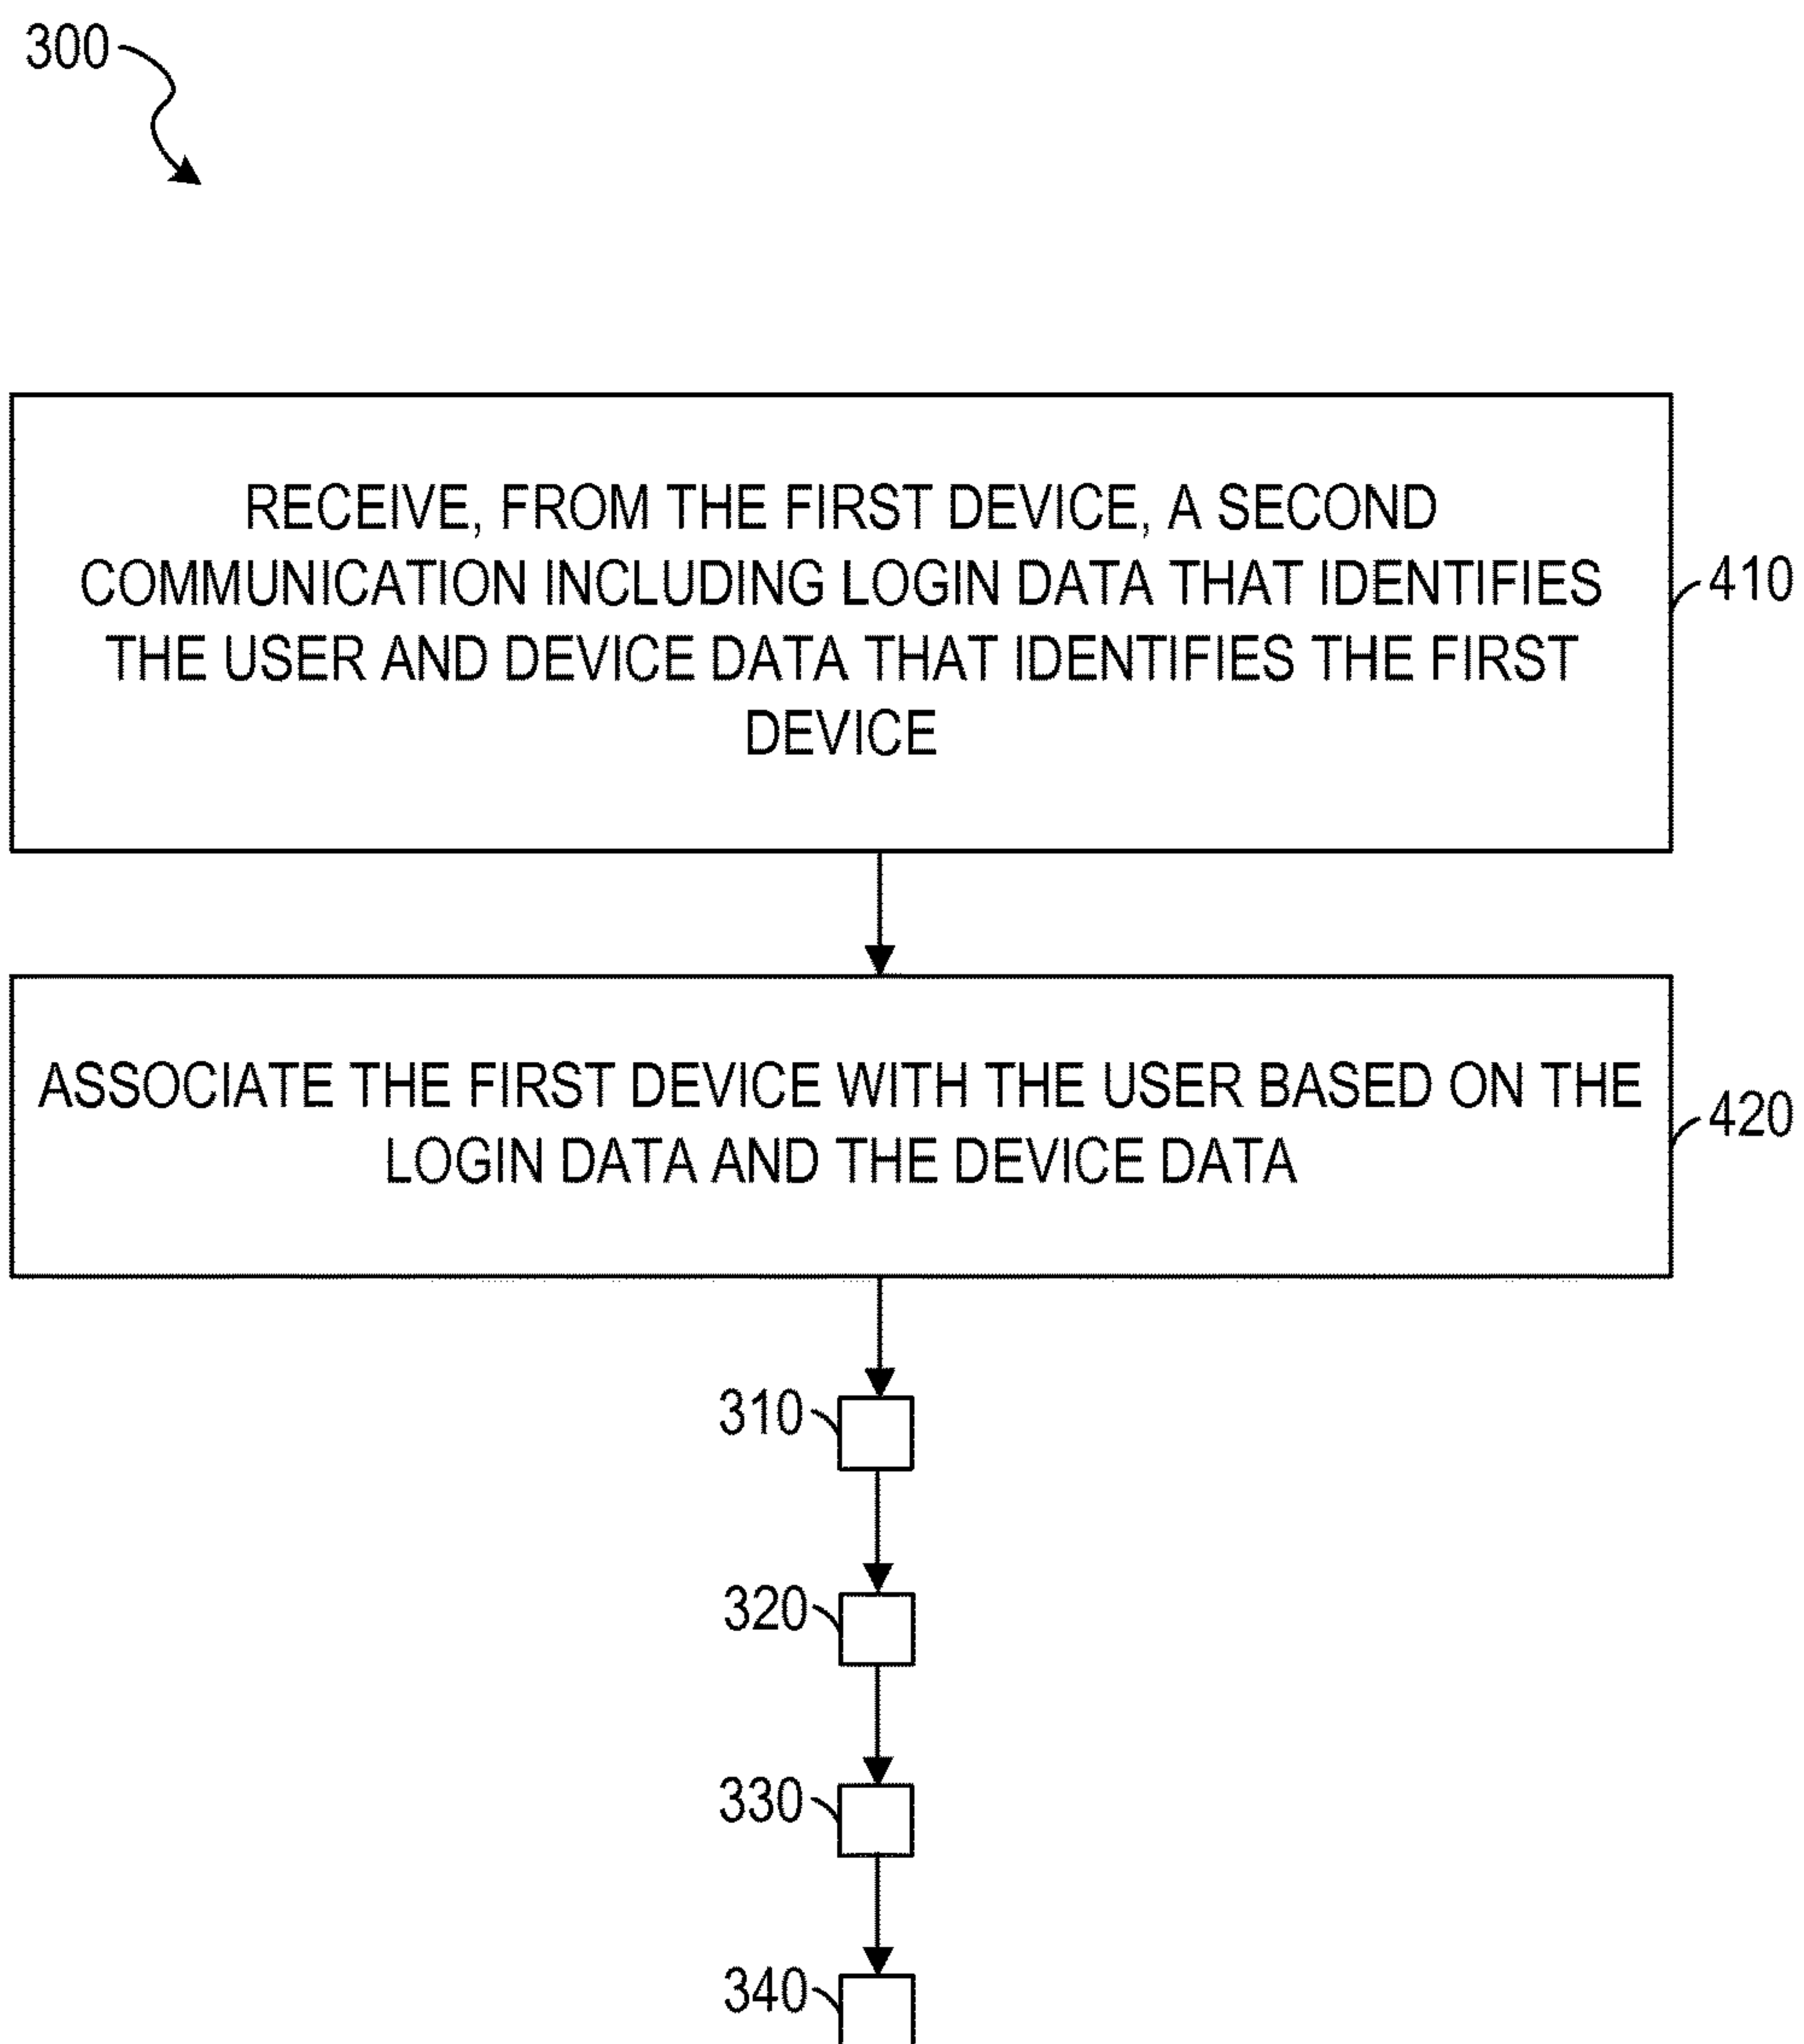 300
RECEIVE, FROM THE FIRST DEVICE, A SECOND
COMMUNICATION INCLUDING LOGIN DATA THAT IDENTIFIES
THE USER AND DEVICE DATA THAT IDENTIFIES THE FIRST
DEVICE
410
ASSOCIATE THE FIRST DEVICE WITH THE USER BASED ON THE
LOGIN DATA AND THE DEVICE DATA
420
310
320
330
340